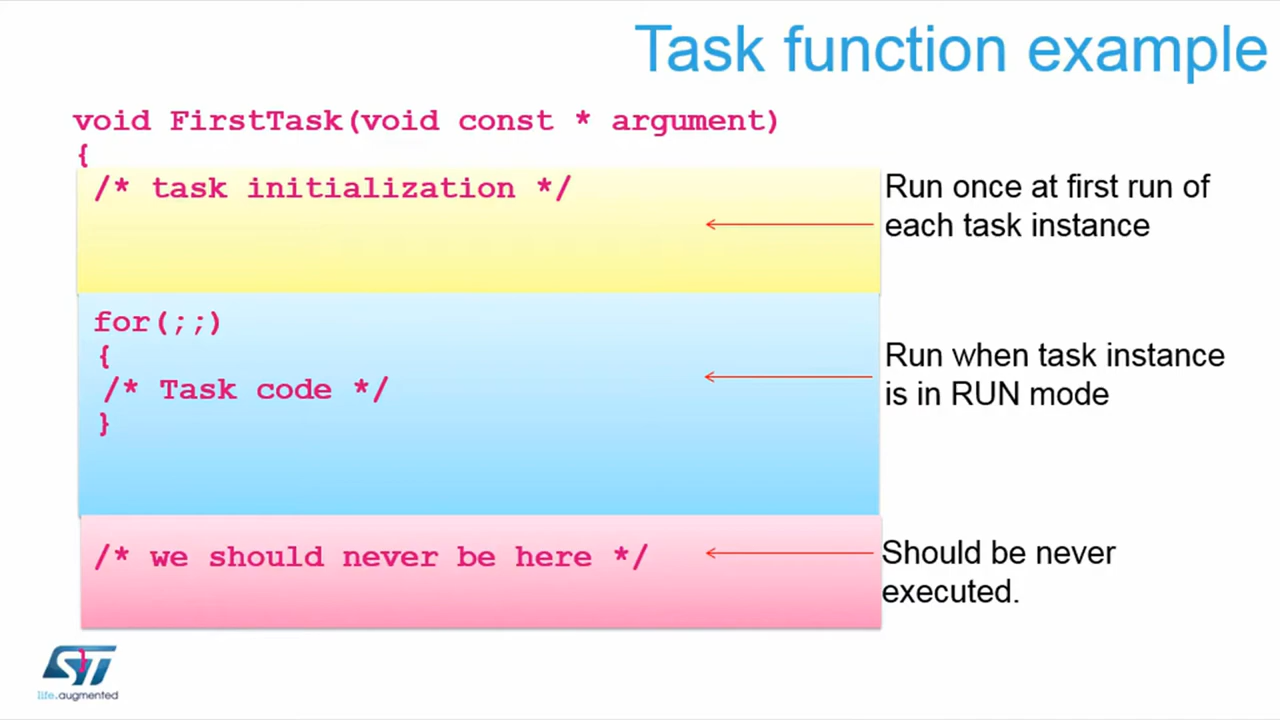 Task function example
void FirstTask(void const * argument)
{
/* task initialization */
Run once at first run of
each task instance
for(;;)
{
/* Task code */
}
Run when task instance
is in RUN mode
/* we should never be here */
Should be never
executed.
}
ST
life.augmented